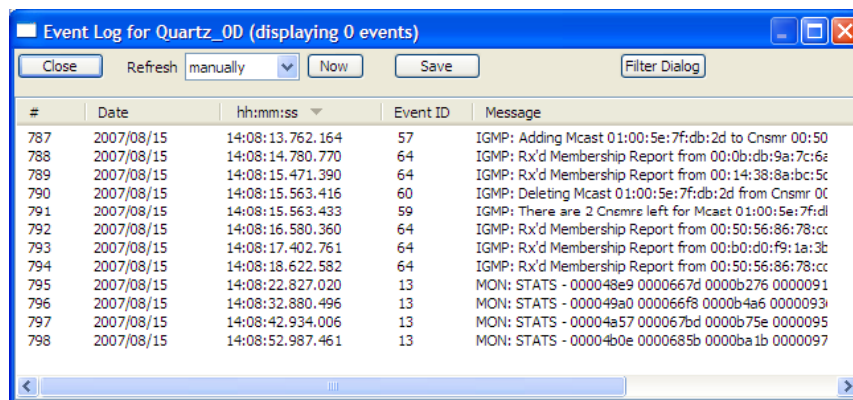 Event Log for Quartz_0D (displaying 0 events)
Close Refresh manually Now Save Filter Dialog
# Date hh:mm:ss Event ID Message
787 2007/08/15 14:08:13.762.164 57 IGMP: Adding Mcast 01:00:5e:7f:db:2d to Cnsmr 00:50
788 2007/08/15 14:08:14.780.770 64 IGMP: Rx'd Membership Report from 00:0b:db:9a:7c:6a
789 2007/08/15 14:08:15.471.390 64 IGMP: Rx'd Membership Report from 00:14:38:8a:bc:5c
790 2007/08/15 14:08:15.563.416 60 IGMP: Deleting Mcast 01:00:5e:7f:db:2d from Cnsmr 00
791 2007/08/15 14:08:15.563.433 59 IGMP: There are 2 Cnsmrs left for Mcast 01:00:5e:7f:d
792 2007/08/15 14:08:16.580.360 64 IGMP: Rx'd Membership Report from 00:50:56:86:78:cc
793 2007/08/15 14:08:17.402.761 64 IGMP: Rx'd Membership Report from 00:b0:d0:f9:1a:3b
794 2007/08/15 14:08:18.622.582 64 IGMP: Rx'd Membership Report from 00:50:56:86:78:cc
795 2007/08/15 14:08:22.827.020 13 MON: STATS - 000048e9 0000667d 0000b276 0000091
796 2007/08/15 14:08:32.880.496 13 MON: STATS - 000049a0 000066f8 0000b4a6 0000093
797 2007/08/15 14:08:42.934.006 13 MON: STATS - 00004a57 000067bd 0000b75e 0000095
798 2007/08/15 14:08:52.987.461 13 MON: STATS - 00004b0e 0000685b 0000ba1b 0000097